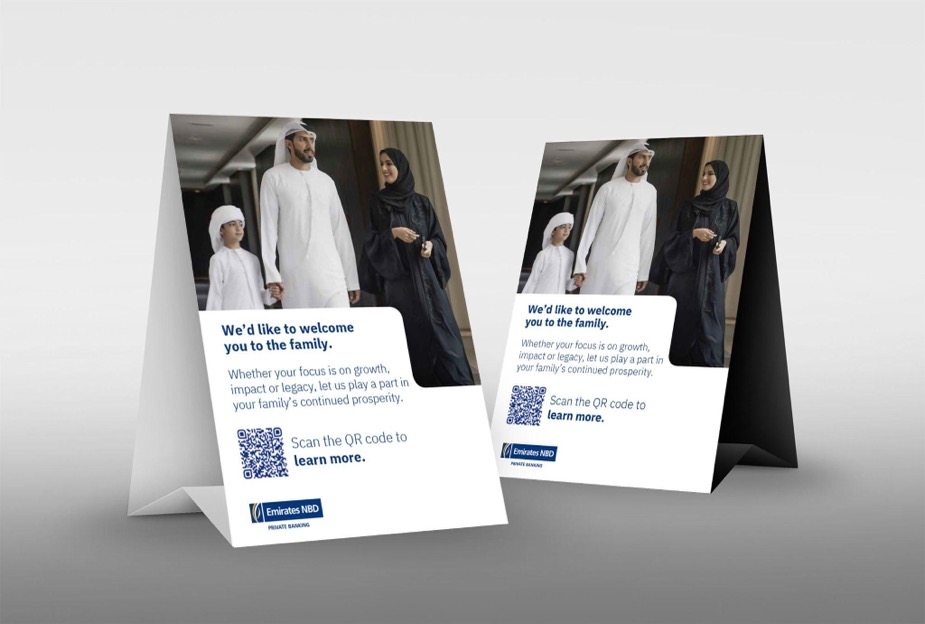 We'd like to welcome
you to the family.
Whether your focus is on growth,
impact or legacy, let us play a part in
your family's continued prosperity.
Scan the QR code to
learn more.
Emirates NBD
PRIVATE BANKING
We'd like to welcome
you to the family.
Whether your focus is on growth,
impact or legacy, let us play a part in
your family's continued prosperity.
Scan the QR code to
learn more.
Emirates NBD
PRIVATE BANKING